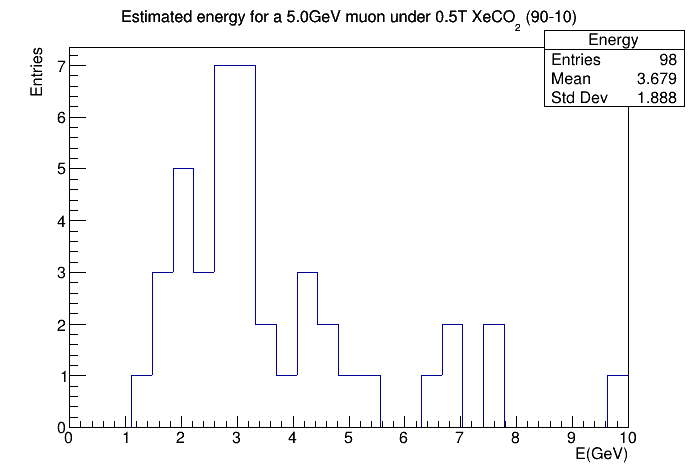 Estimated energy for a 5.0GeV muon under 0.5T XeCO₂ (90-10)
Energy
Entries 98
Mean 3.679
Std Dev 1.888
Entries
7
6
5
4
3
2
1
0
0 1 2 3 4 5 6 7 8 9 10
E(GeV)